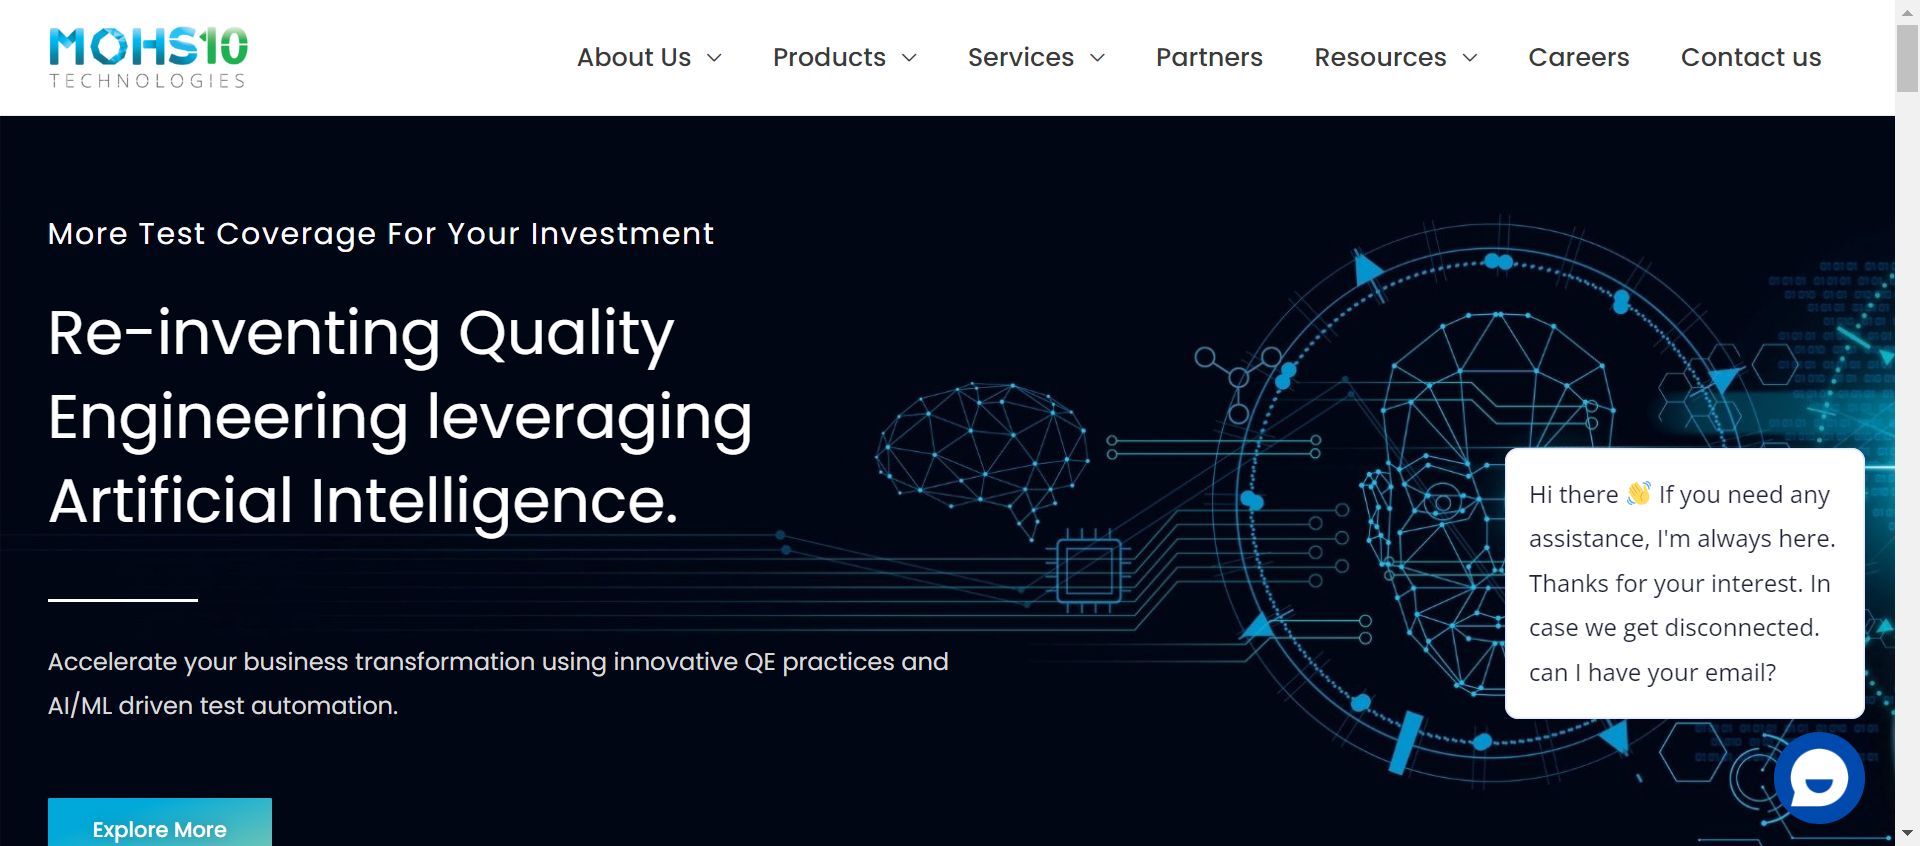 MOHS10
TECHNOLOGIES
About Us
Products
Services
Partners
Resources
Careers
Contact us
More Test Coverage For Your Investment
Re-inventing Quality
Engineering leveraging
Artificial Intelligence.
Accelerate your business transformation using innovative QE practices and
AI/ML driven test automation.
Explore More
Hi there 👋 If you need any
assistance, I'm always here.
Thanks for your interest. In
case we get disconnected.
can I have your email?